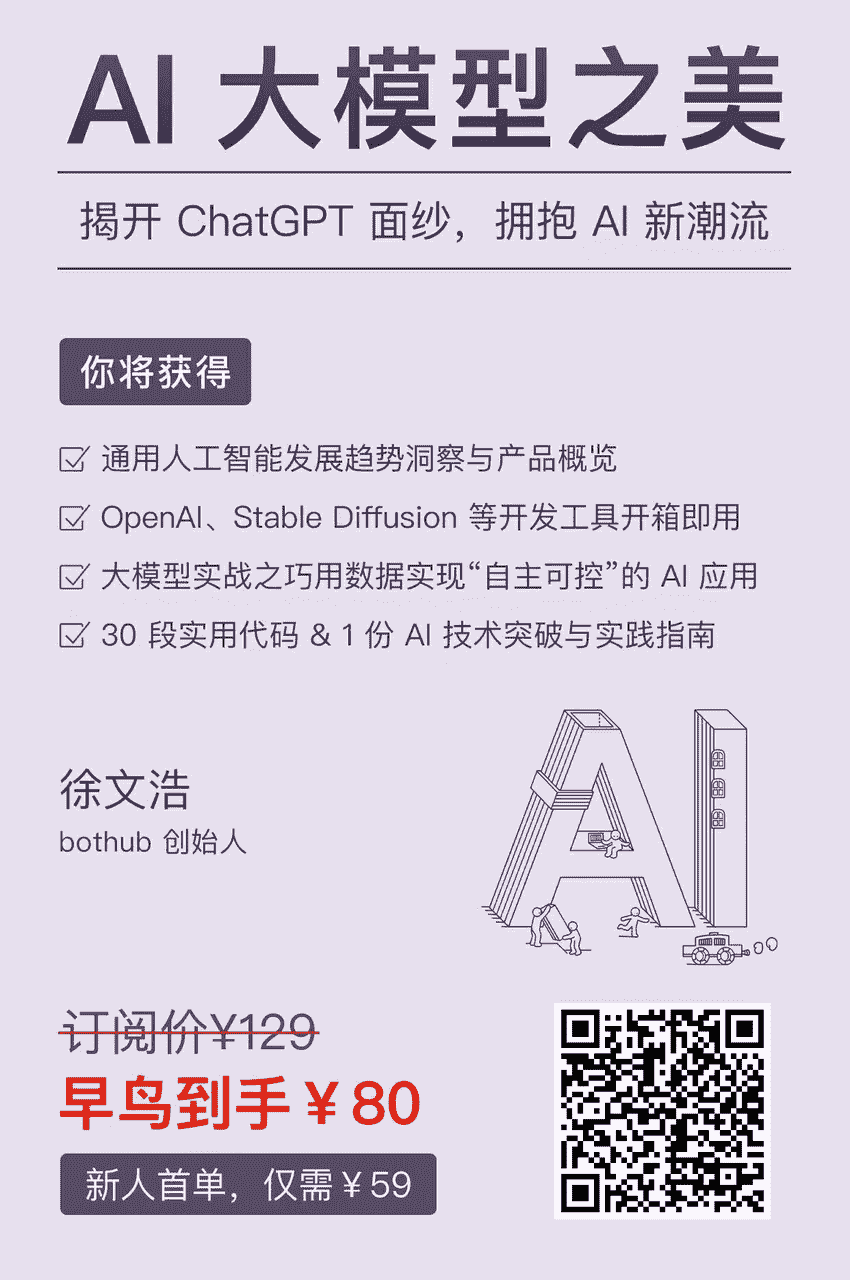 AI 大模型之美
揭开 ChatGPT 面纱，拥抱 AI 新潮流
你将获得
通用人工智能发展趋势洞察与产品概览
OpenAI、Stable Diffusion 等开发工具开箱即用
大模型实战之巧用数据实现“自主可控”的 AI 应用
30 段实用代码 & 1 份 AI 技术突破与实践指南
徐文浩
bothub 创始人
订阅价¥129
早鸟到手 ¥ 80
新人首单，仅需 ¥ 59